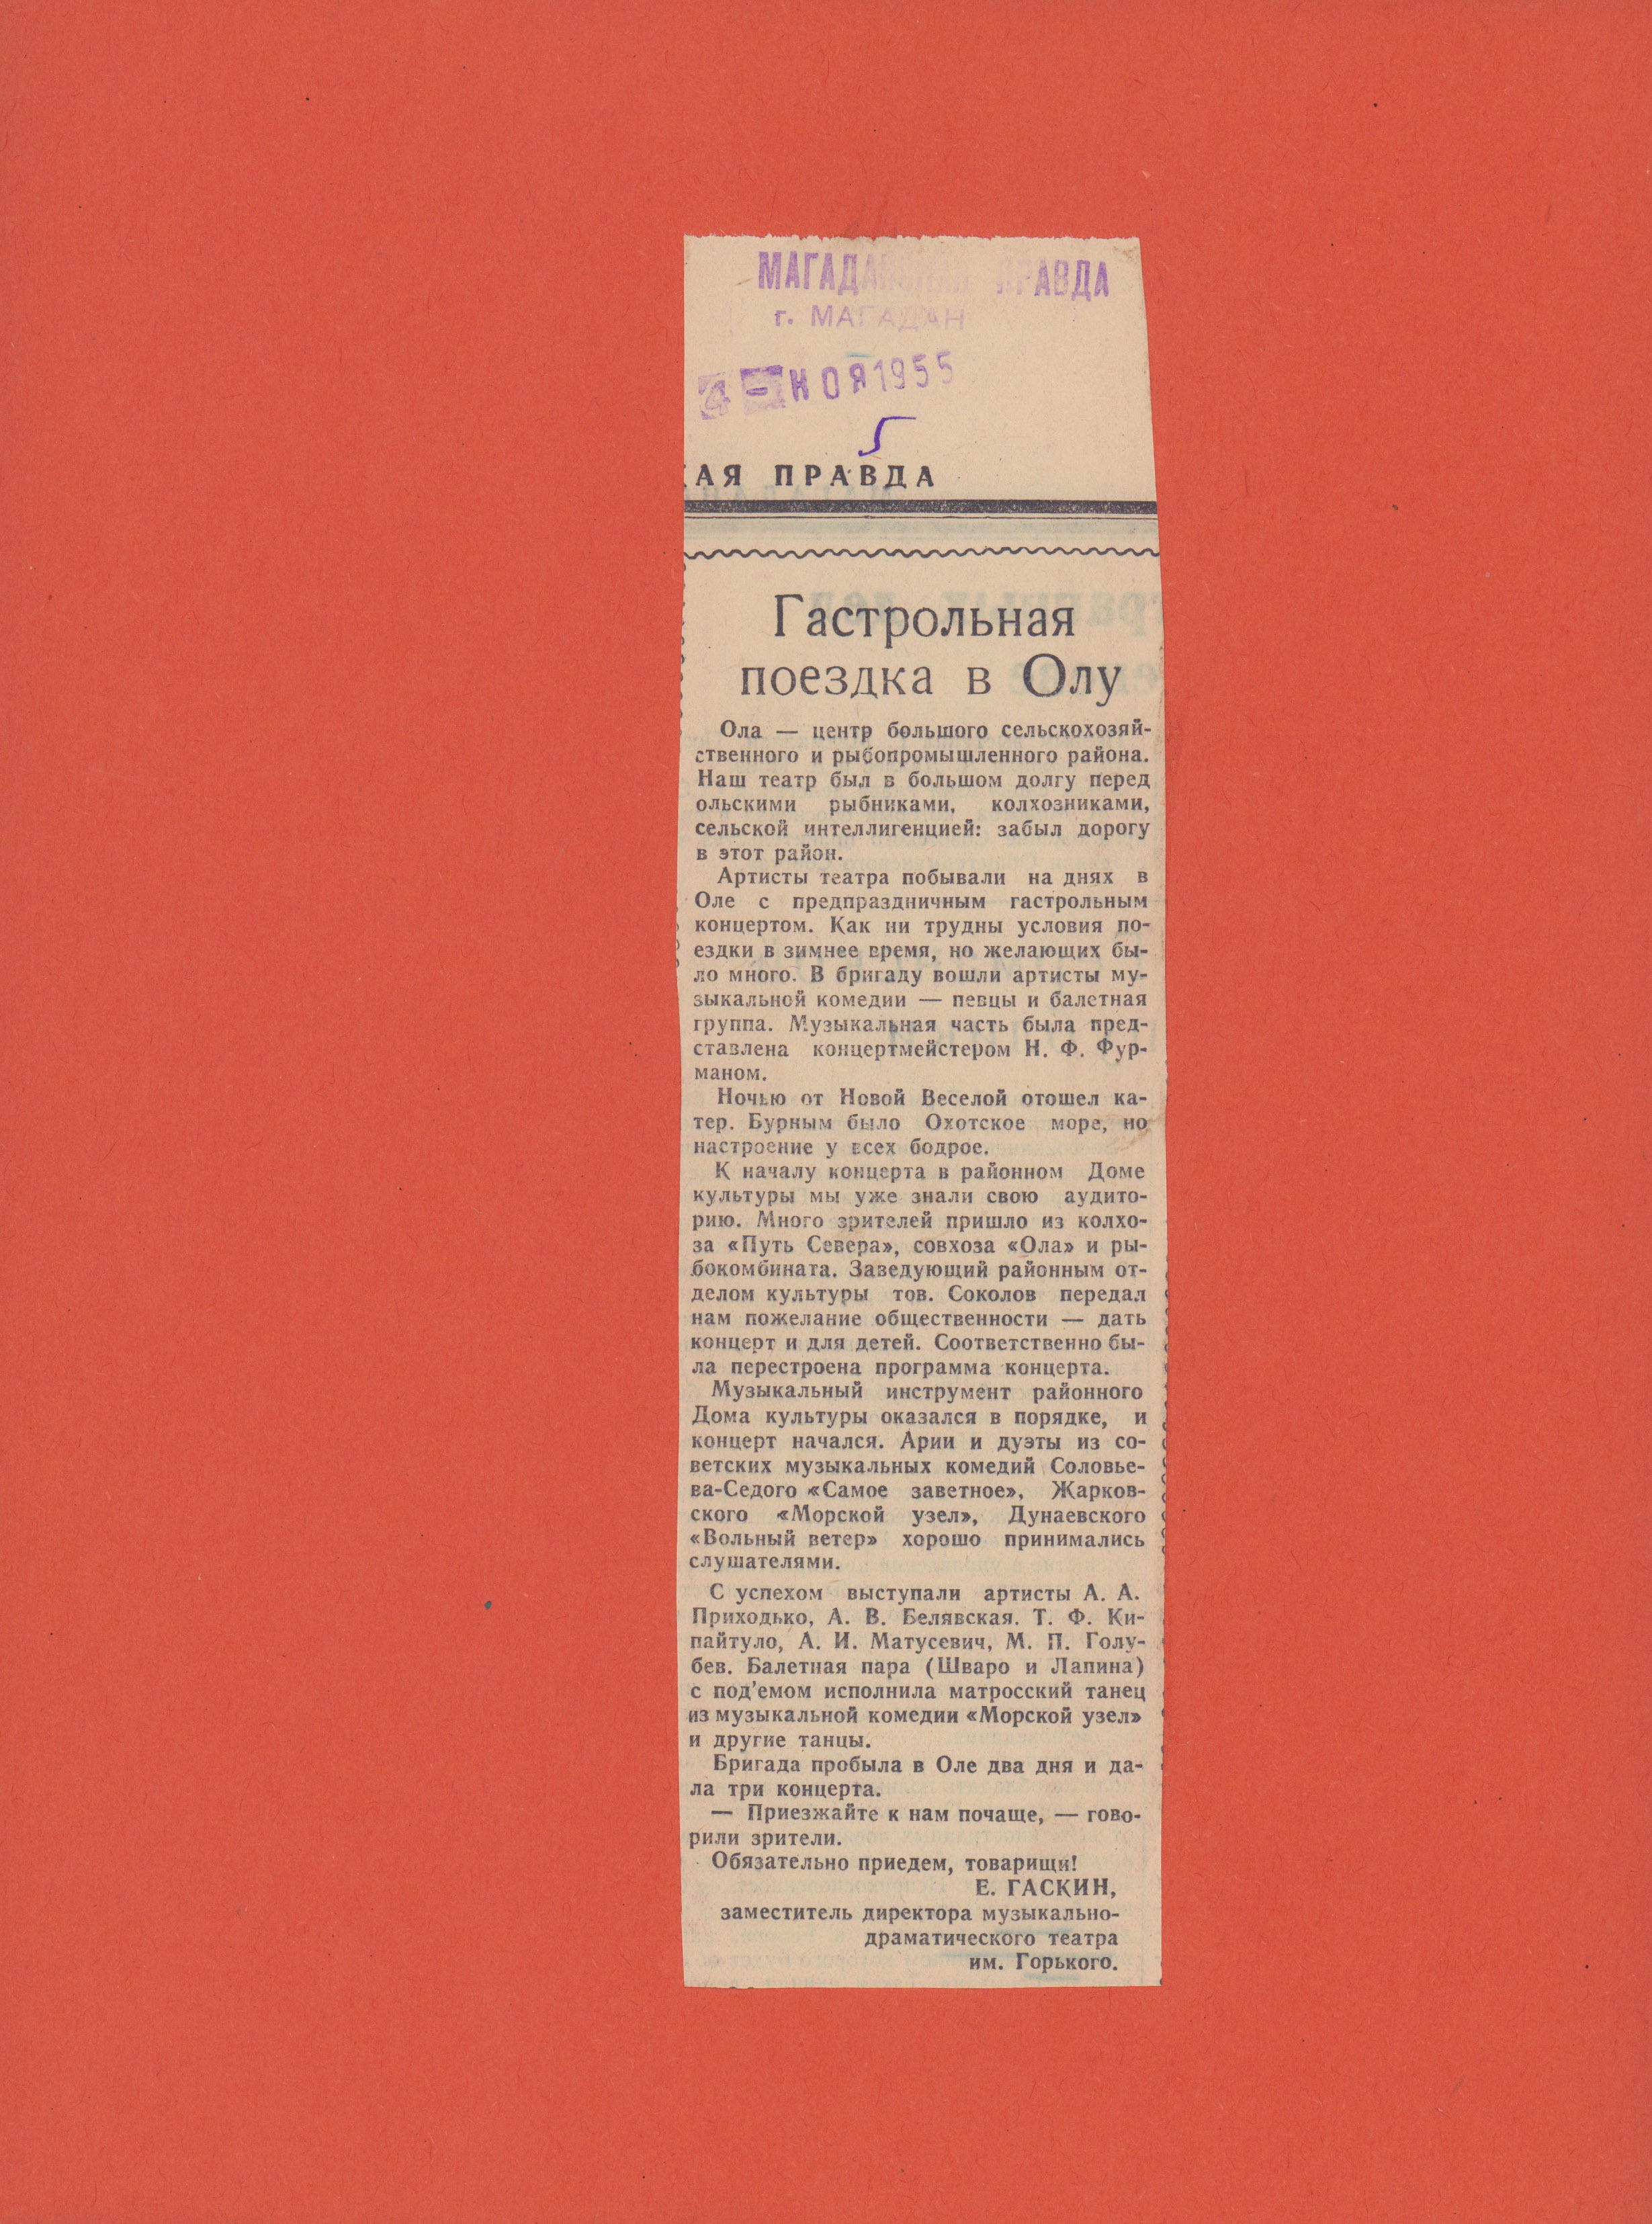 МАГАДАНСКАЯ ПРАВДА
г. МАГАДАН
НОЯ 1955
5
КАЯ ПРАВДА
Гастрольная
поездка в Олу
Ола — центр большого сельскохозяй-
ственного и рыбопромышленного района.
Наш театр был в большом долгу перед
ольскими рыбниками, колхозниками,
сельской интеллигенцией: забыл дорогу
в этот район.
Артисты театра побывали на днях в
Оле с предпраздничным гастрольным
концертом. Как ни трудны условия по-
ездки в зимнее время, но желающих бы-
ло много. В бригаду вошли артисты му-
зыкальной комедии — певцы и балетная
группа. Музыкальная часть была пред-
ставлена концертмейстером Н. Ф. Фур-
маном.
Ночью от Новой Веселой отошел ка-
тер. Бурным было Охотское море, но
настроение у всех бодрое.
К началу концерта в районном Доме
культуры мы уже знали свою аудито-
рию. Много зрителей пришло из колхо-
за «Путь Севера», совхоза «Ола» и ры-
бокомбината. Заведующий районным от-
делом культуры тов. Соколов передал
нам пожелание общественности — дать
концерт и для детей. Соответственно бы-
ла перестроена программа концерта.
Музыкальный инструмент районного
Дома культуры оказался в порядке, и
концерт начался. Арии и дуэты из со-
ветских музыкальных комедий Соловье-
ва-Седого «Самое заветное», Жарков-
ского «Морской узел», Дунаевского
«Вольный ветер» хорошо принимались
слушателями.
С успехом выступали артисты А. А.
Приходько, А. В. Белявская. Т. Ф. Ки-
пайтуло, А. И. Матусевич, М. П. Голу-
бев. Балетная пара (Шваро и Лапина)
с под'емом исполнила матросский танец
из музыкальной комедии «Морской узел»
и другие танцы.
Бригада пробыла в Оле два дня и да-
ла три концерта.
— Приезжайте к нам почаще, — гово-
рили зрители.
Обязательно приедем, товарищи!
Е. ГАСКИН,
заместитель директора музыкально-
драматического театра
им. Горького.